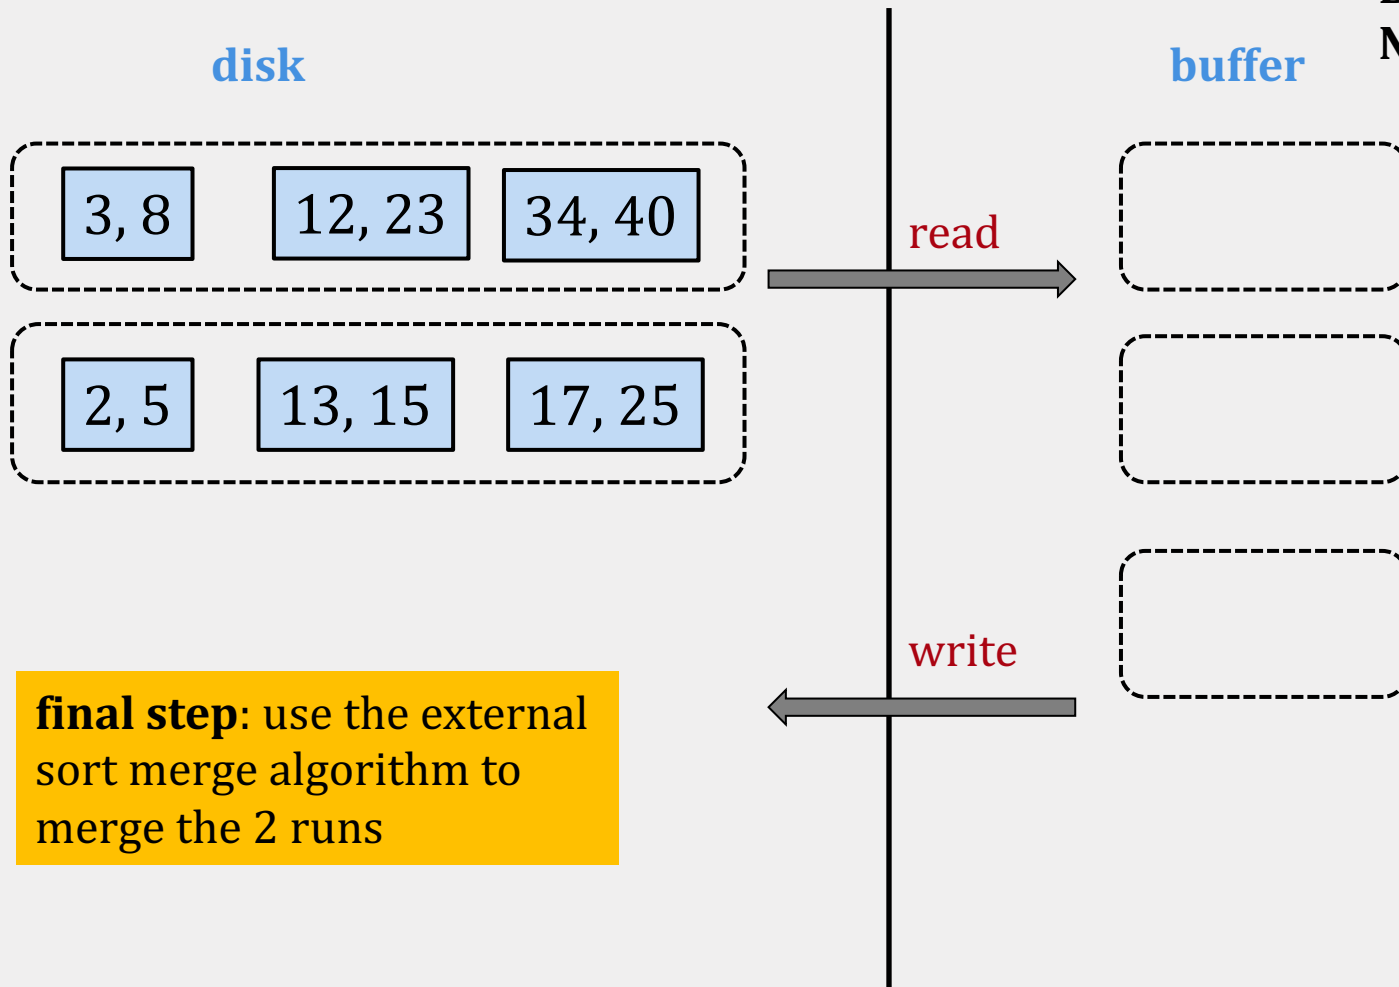 disk
buffer
3, 8
12, 23
34, 40
read
2, 5
13, 15
17, 25
write
final step: use the external
sort merge algorithm to
merge the 2 runs